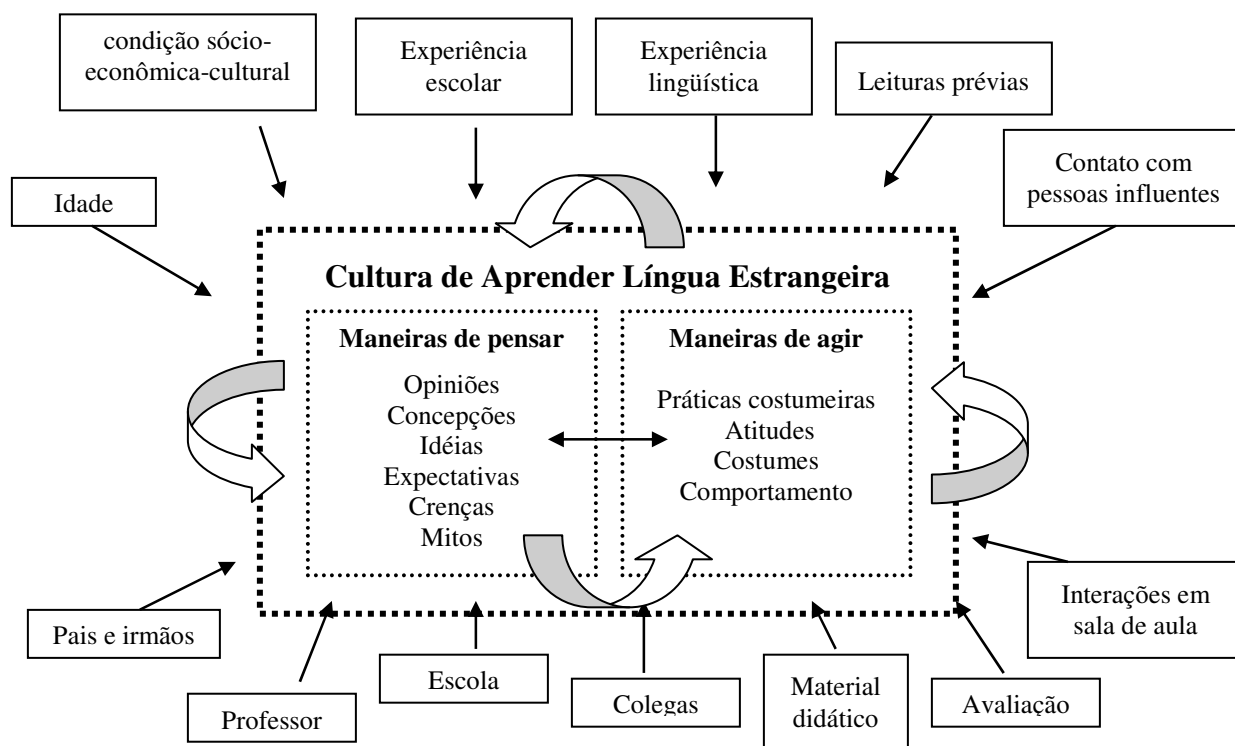 condição sócio-
econômica-cultural
Experiência
escolar
Experiência
lingüística
Leituras prévias
Contato com
pessoas influentes
Idade
Cultura de Aprender Língua Estrangeira
Maneiras de pensar
Opiniões
Concepções
Idéias
Expectativas
Crenças
Mitos
Maneiras de agir
Práticas costumeiras
Atitudes
Costumes
Comportamento
Pais e irmãos
Professor
Escola
Colegas
Material
didático
Avaliação
Interações em
sala de aula